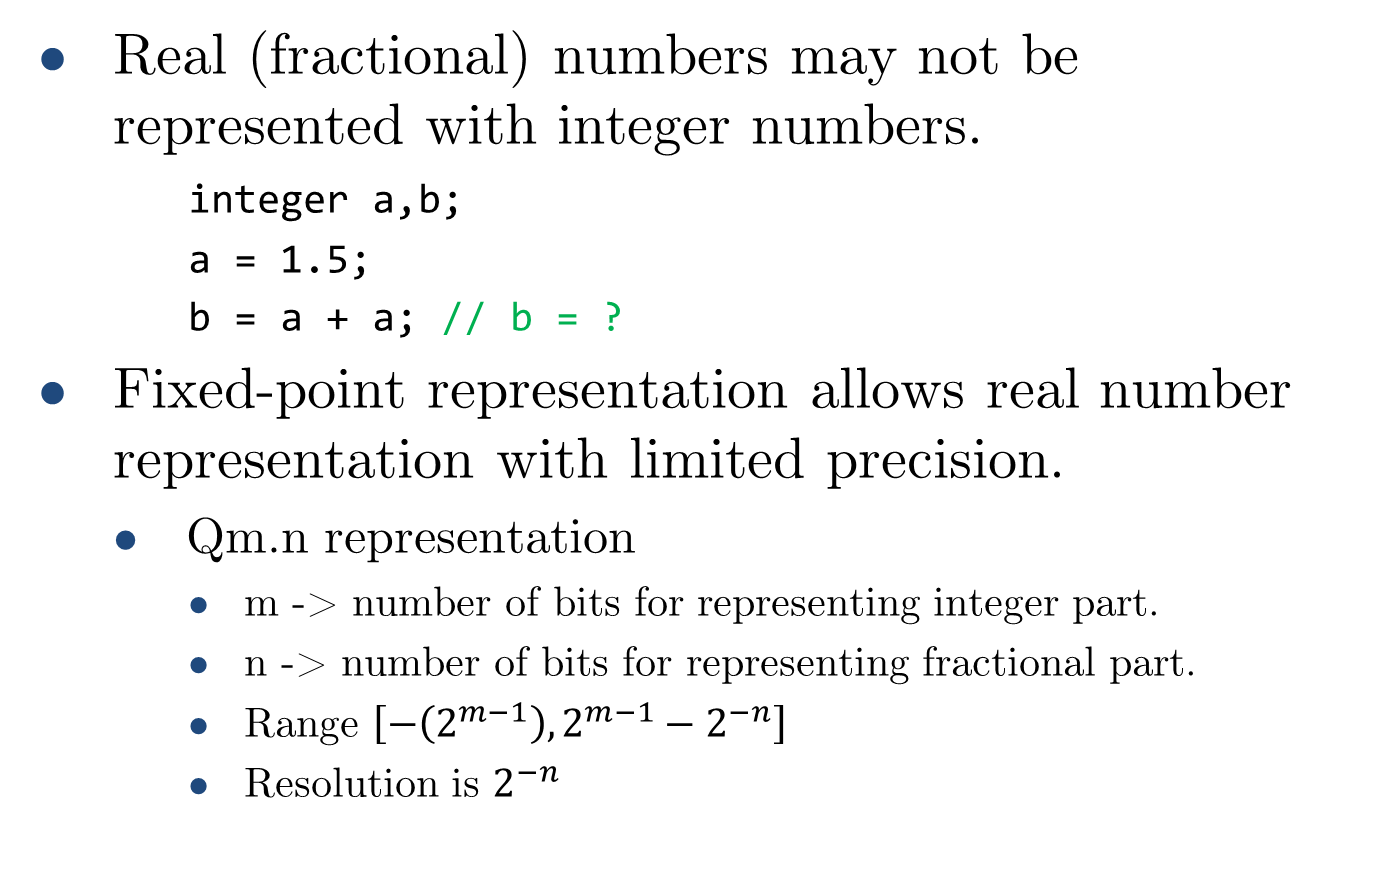 • Real (fractional) numbers may not be
represented with integer numbers.
integer a,b;
a = 1.5;
b = a + a; // b = ?
• Fixed-point representation allows real number
representation with limited precision.
• Qm.n representation
• m -> number of bits for representing integer part.
• n -> number of bits for representing fractional part.
• Range [−(2^{m−1}), 2^{m−1} − 2^{−n}]
• Resolution is 2^{−n}